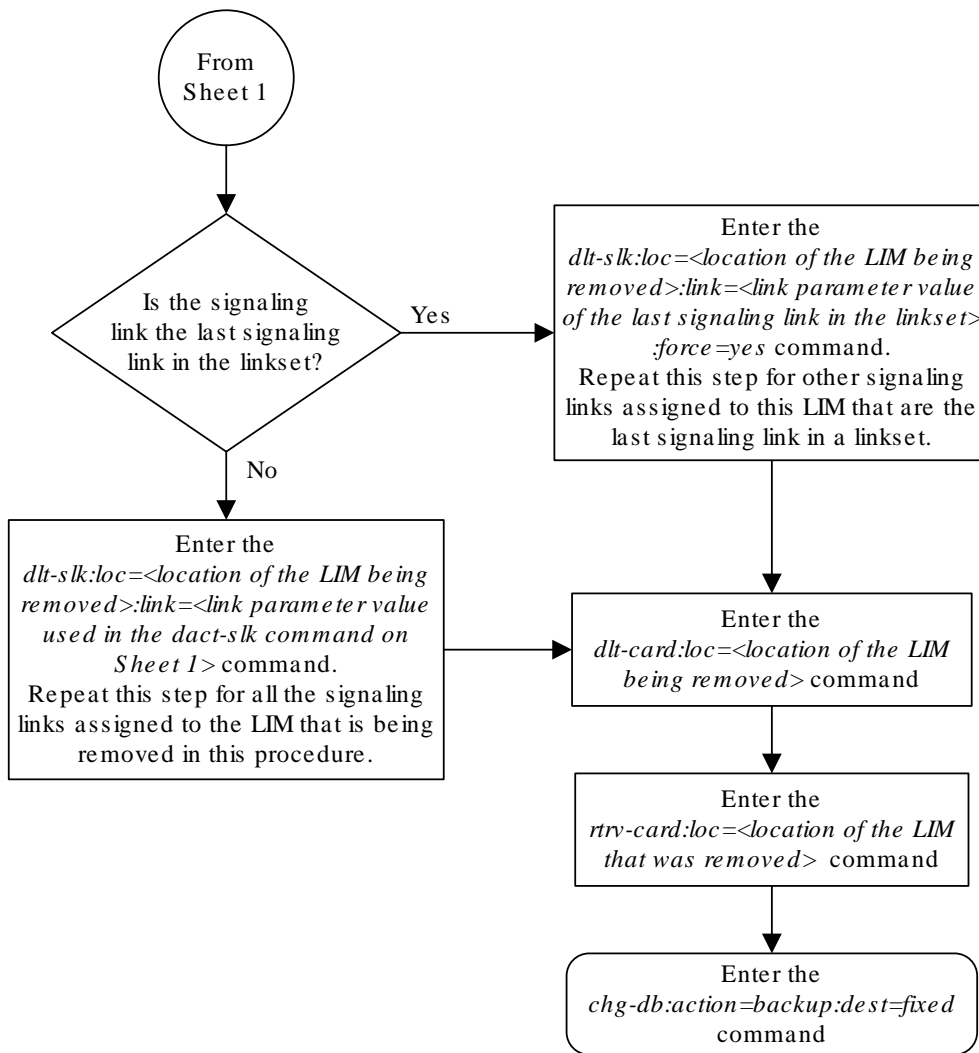 From
Sheet 1
Is the signaling
link the last signaling
link in the linkset?
Yes
No
Enter the
dlt-slk:loc=<location of the LIM being
removed>:link=<link parameter value
of the last signaling link in the linkset>
:force=yes command.
Repeat this step for other signaling
links assigned to this LIM that are the
last signaling link in a linkset.
Enter the
dlt-slk:loc=<location of the LIM being
removed>:link=<link parameter value
used in the dact-slk command on
Sheet 1> command.
Repeat this step for all the signaling
links assigned to the LIM that is being
removed in this procedure.
Enter the
dlt-card:loc=<location of the LIM
being removed> command
Enter the
rtrv-card:loc=<location of the LIM
that was removed> command
Enter the
chg-db:action=backup:dest=fixed
command